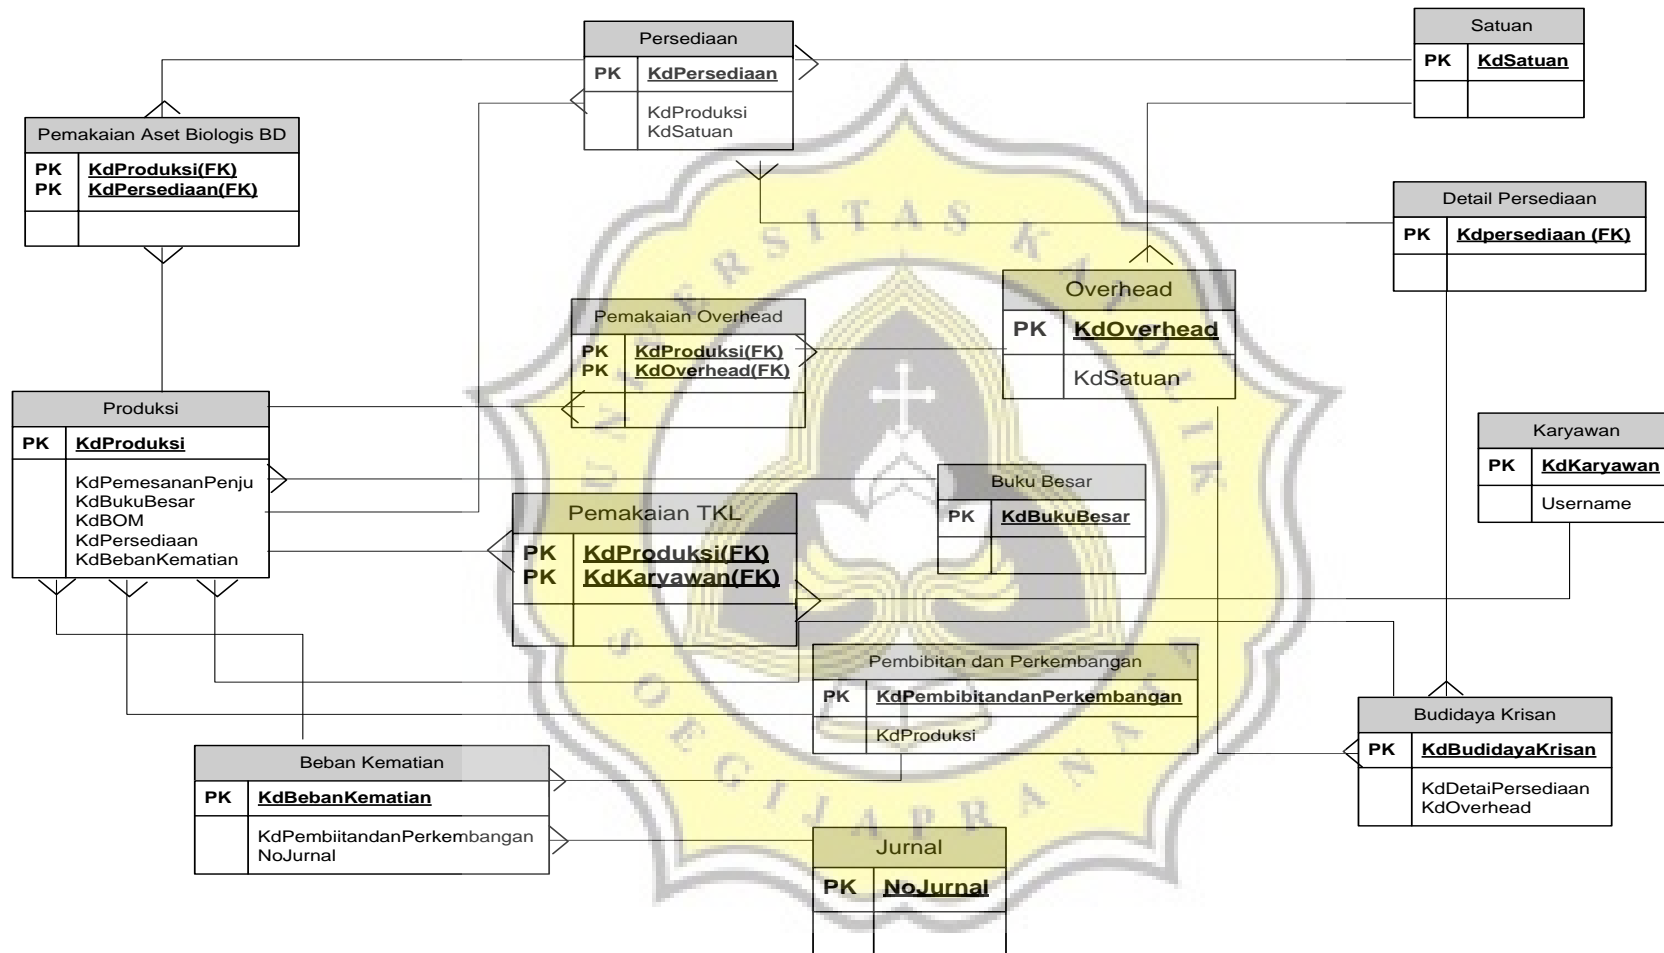 Persediaan
PK KdPersediaan
KdProduksi
KdSatuan
Satuan
PK KdSatuan
Pemakaian Aset Biologis BD
PK KdProduksi(FK)
PK KdPersediaan(FK)
Detail Persediaan
PK Kdpersediaan (FK)
Overhead
PK KdOverhead
KdSatuan
Pemakaian Overhead
PK KdProduksi(FK)
PK KdOverhead(FK)
Produksi
PK KdProduksi
KdPemesananPenju
KdBukuBesar
KdBOM
KdPersediaan
KdBebanKematian
Karyawan
PK KdKaryawan
Username
Buku Besar
PK KdBukuBesar
Pemakaian TKL
PK KdProduksi(FK)
PK KdKaryawan(FK)
Pembibitan dan Perkembangan
PK KdPembibitandanPerkembangan
KdProduksi
Budidaya Krisan
PK KdBudidayaKrisan
KdDetaiPersediaan
KdOverhead
Beban Kematian
PK KdBebanKematian
KdPembiitandanPerkembangan
NoJurnal
Jurnal
PK NoJurnal
UNIVERSITAS KATOLIK
SOEGIJAPRANATA